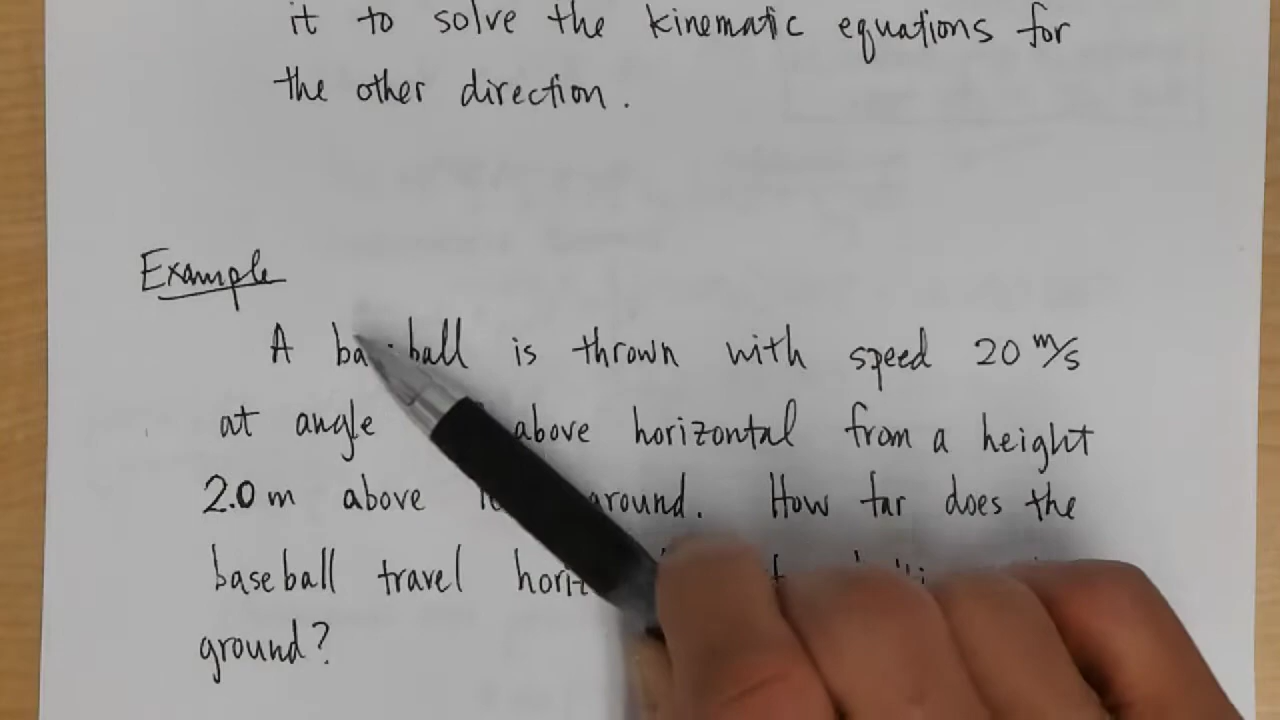 it to solve the kinematic equations for
the other direction.
Example
A ball is thrown with speed 20 m/s
at angle above horizontal from a height
2.0 m above ground. How far does the
baseball travel
ground?